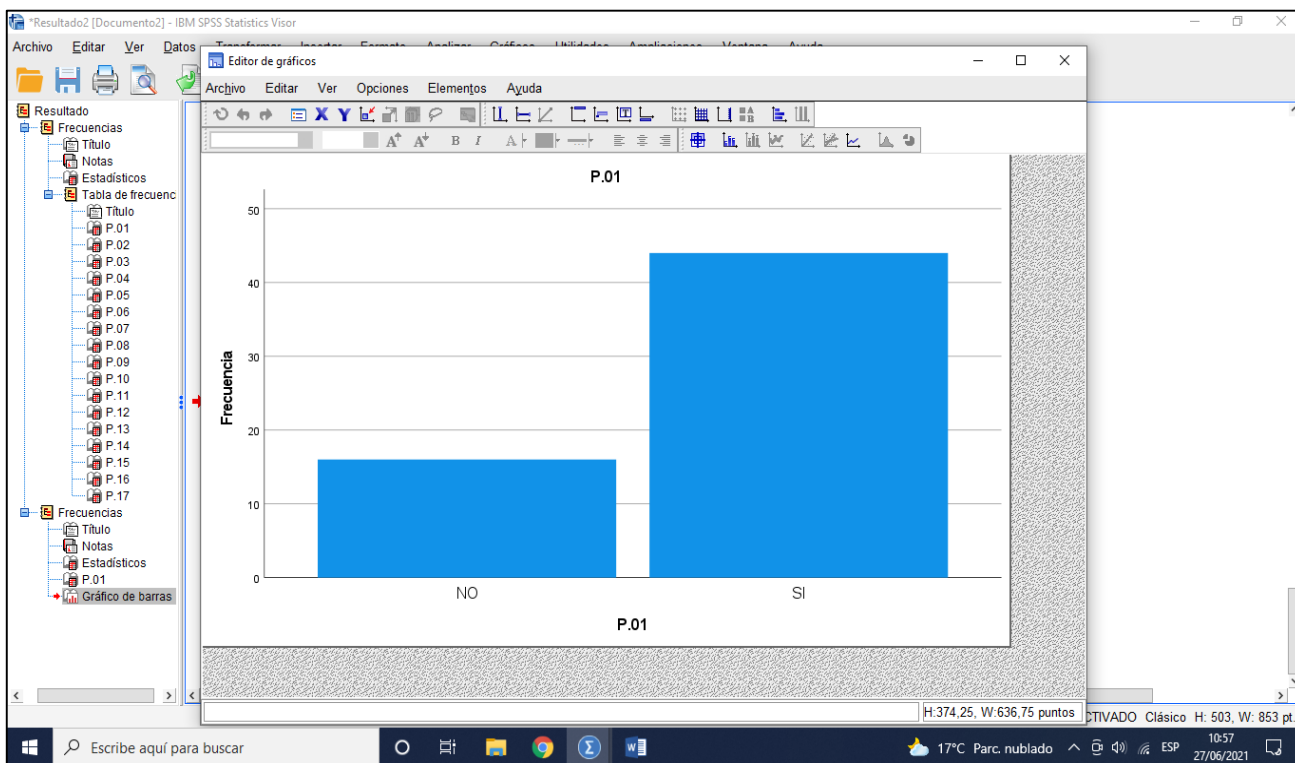 *Resultado2 [Documento2] - IBM SPSS Statistics Visor
Archivo Editar Ver Datos
Editor de gráficos
Archivo Editar Ver Opciones Elementos Ayuda
Resultado
Frecuencias
Título
Notas
Estadísticos
Tabla de frecuenc
Título
P.01
P.02
P.03
P.04
P.05
P.06
P.07
P.08
P.09
P.10
P.11
P.12
P.13
P.14
P.15
P.16
P.17
Frecuencias
Título
Notas
Estadísticos
P.01
Gráfico de barras
P.01
50
40
30
20
10
0
Frecuencia
NO SI
P.01
H:374,25, W:636,75 puntos
CTIVADO Clásico H: 503, W: 853 pt.
Escribe aquí para buscar
17°C Parc. nublado ESP
10:57
27/06/2021